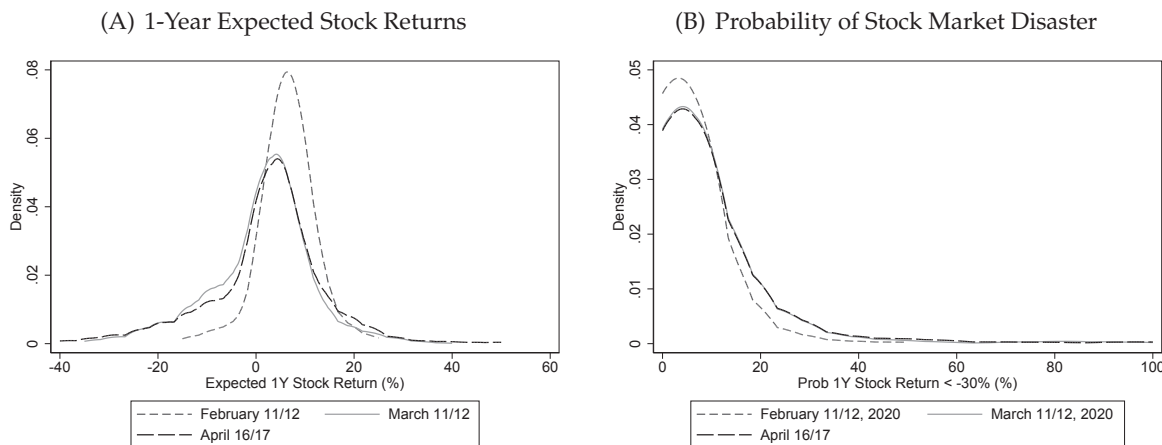 (A) 1-Year Expected Stock Returns
.08
.06
.04
.02
0
Density
-40 -20 0 20 40 60
Expected 1Y Stock Return (%)
February 11/12 March 11/12
April 16/17
(B) Probability of Stock Market Disaster
.05
.04
.03
.02
.01
0
Density
0 20 40 60 80 100
Prob 1Y Stock Return < -30% (%)
February 11/12, 2020 March 11/12, 2020
April 16/17